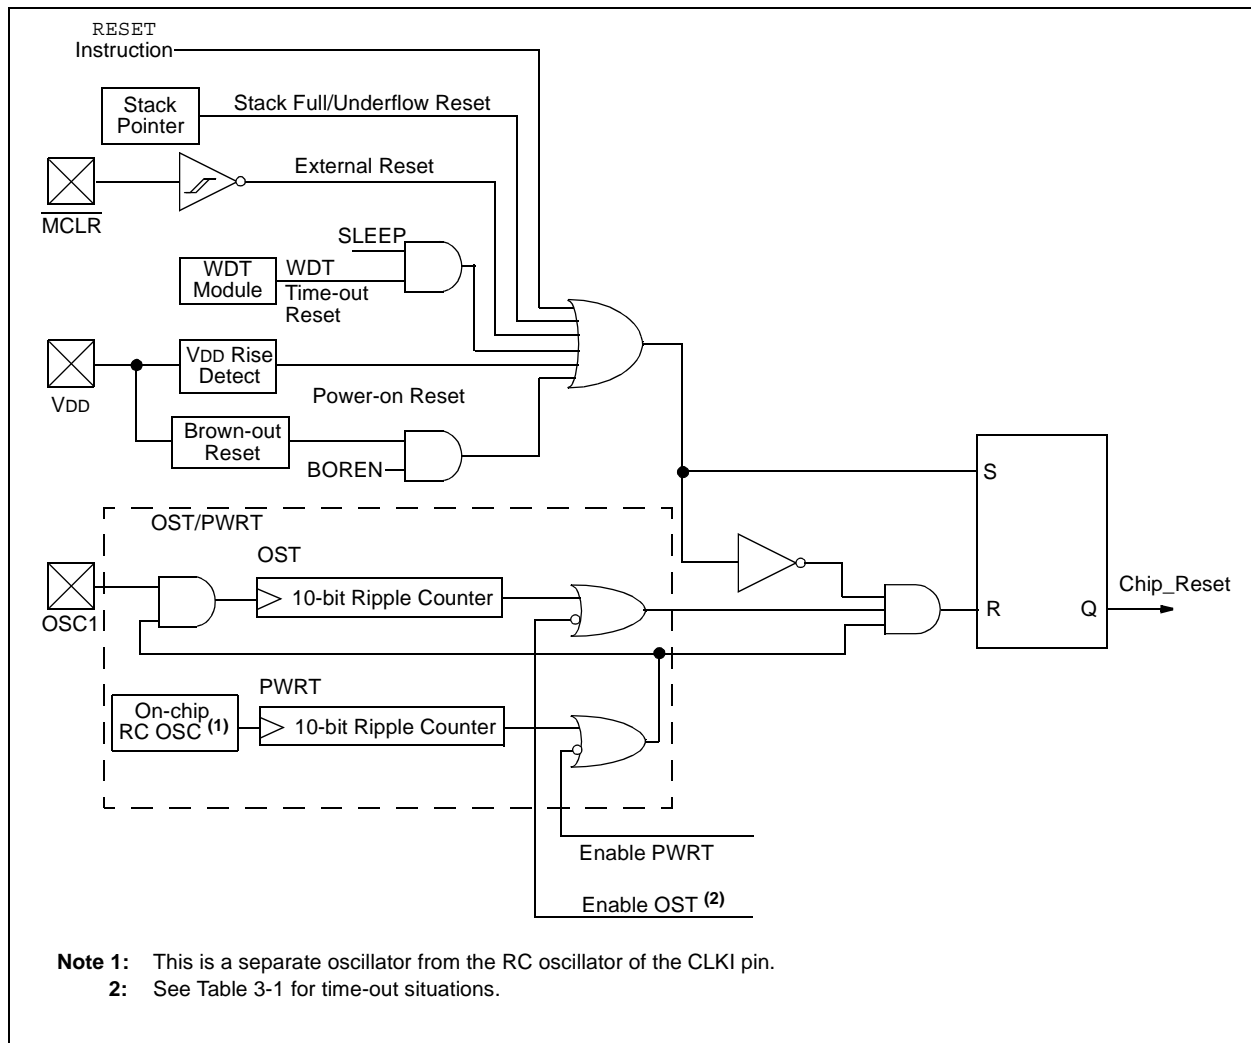 RESET
Instruction
Stack
Pointer
Stack Full/Underflow Reset
External Reset
MCLR
SLEEP
WDT
Module
WDT
Time-out
Reset
VDD Rise
Detect
VDD
Power-on Reset
Brown-out
Reset
BOREN
S
OST/PWRT
OST
10-bit Ripple Counter
OSC1
Chip_Reset
R
Q
PWRT
On-chip
RC OSC (1)
10-bit Ripple Counter
Enable PWRT
Enable OST (2)
Note 1: This is a separate oscillator from the RC oscillator of the CLKI pin.
2: See Table 3-1 for time-out situations.